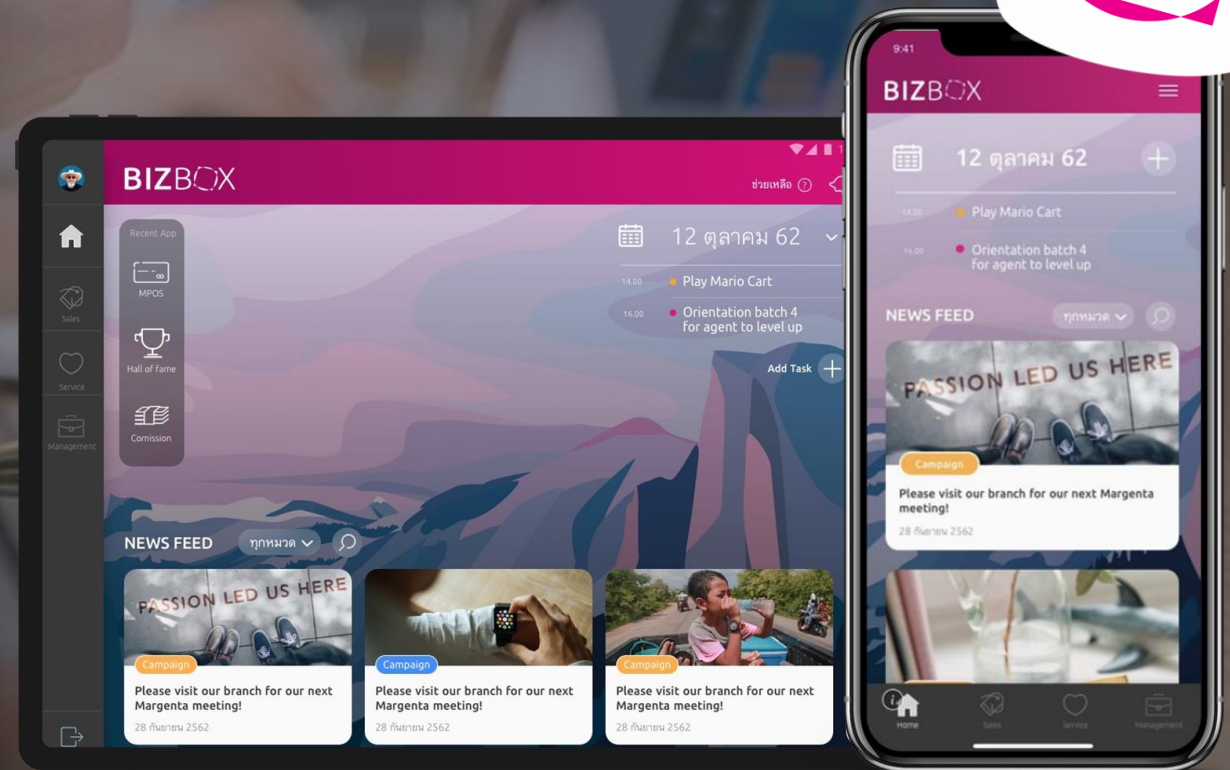 BIZBOX
ช่วยเหลือ ?
Recent App
MPOS
Hall of fame
Comission
Sales
Service
Management
12 ตุลาคม 62
14.00 Play Mario Cart
16.00 Orientation batch 4
for agent to level up
Add Task
NEWS FEED ทุกหมวด
PASSION LED US HERE
Campaign
Please visit our branch for our next
Margenta meeting!
28 กันยายน 2562
Campaign
Please visit our branch for our next
Margenta meeting!
28 กันยายน 2562
Campaign
Please visit our branch for our next
Margenta meeting!
28 กันยายน 2562
9:41
BIZBOX
12 ตุลาคม 62
14.00 Play Mario Cart
16.00 Orientation batch 4
for agent to level up
NEWS FEED ทุกหมวด
PASSION LED US HERE
Campaign
Please visit our branch for our next Margenta
meeting!
28 กันยายน 2562
Home
Sales
Service
Management